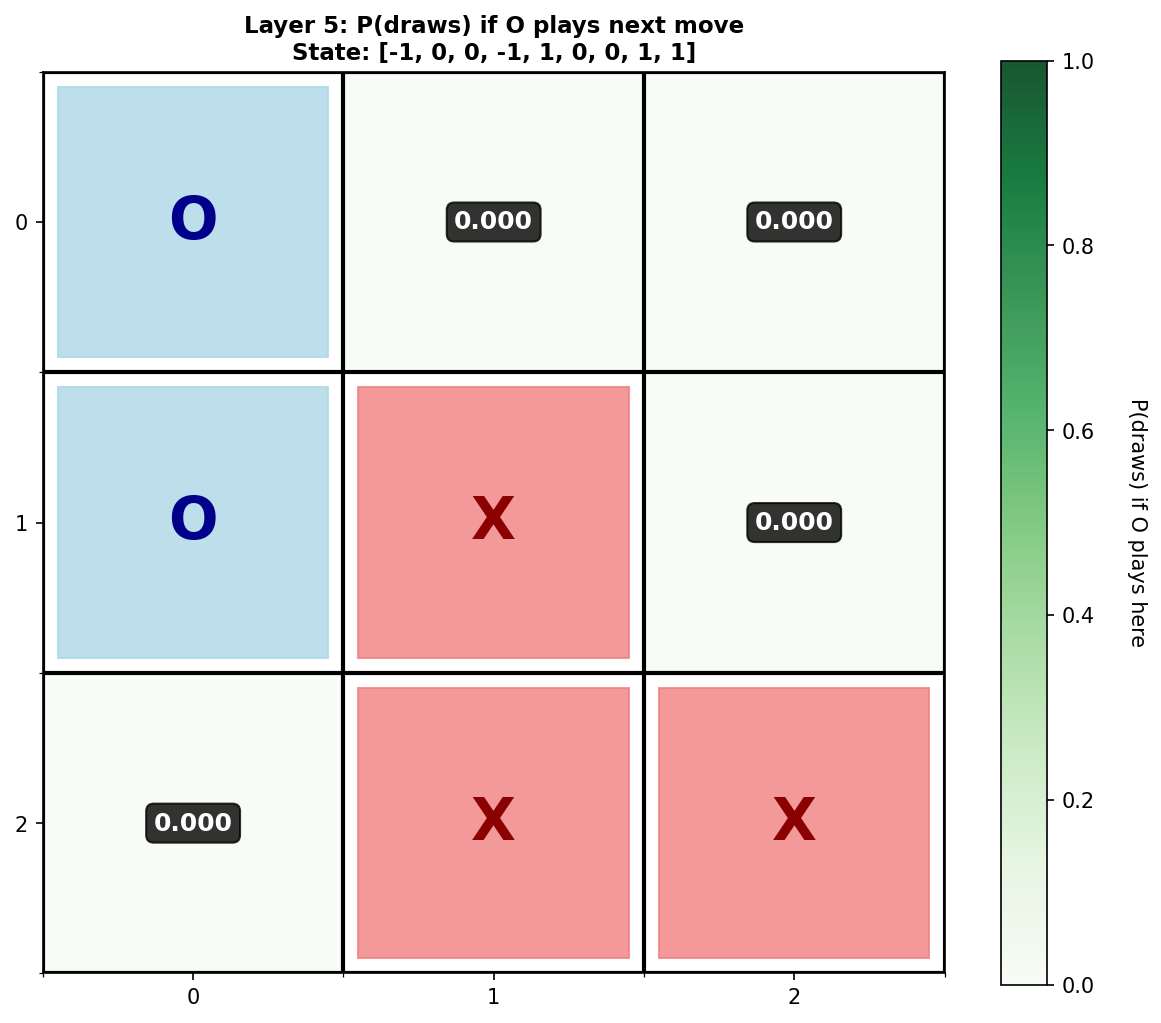 Layer 5: P(draws) if O plays next move
State: [-1, 0, 0, -1, 1, 0, 0, 1, 1]
0 O 0.000 0.000
1 O X 0.000
2 0.000 X X
0 1 2
1.0
0.8
0.6
0.4
0.2
0.0
P(draws) if O plays here